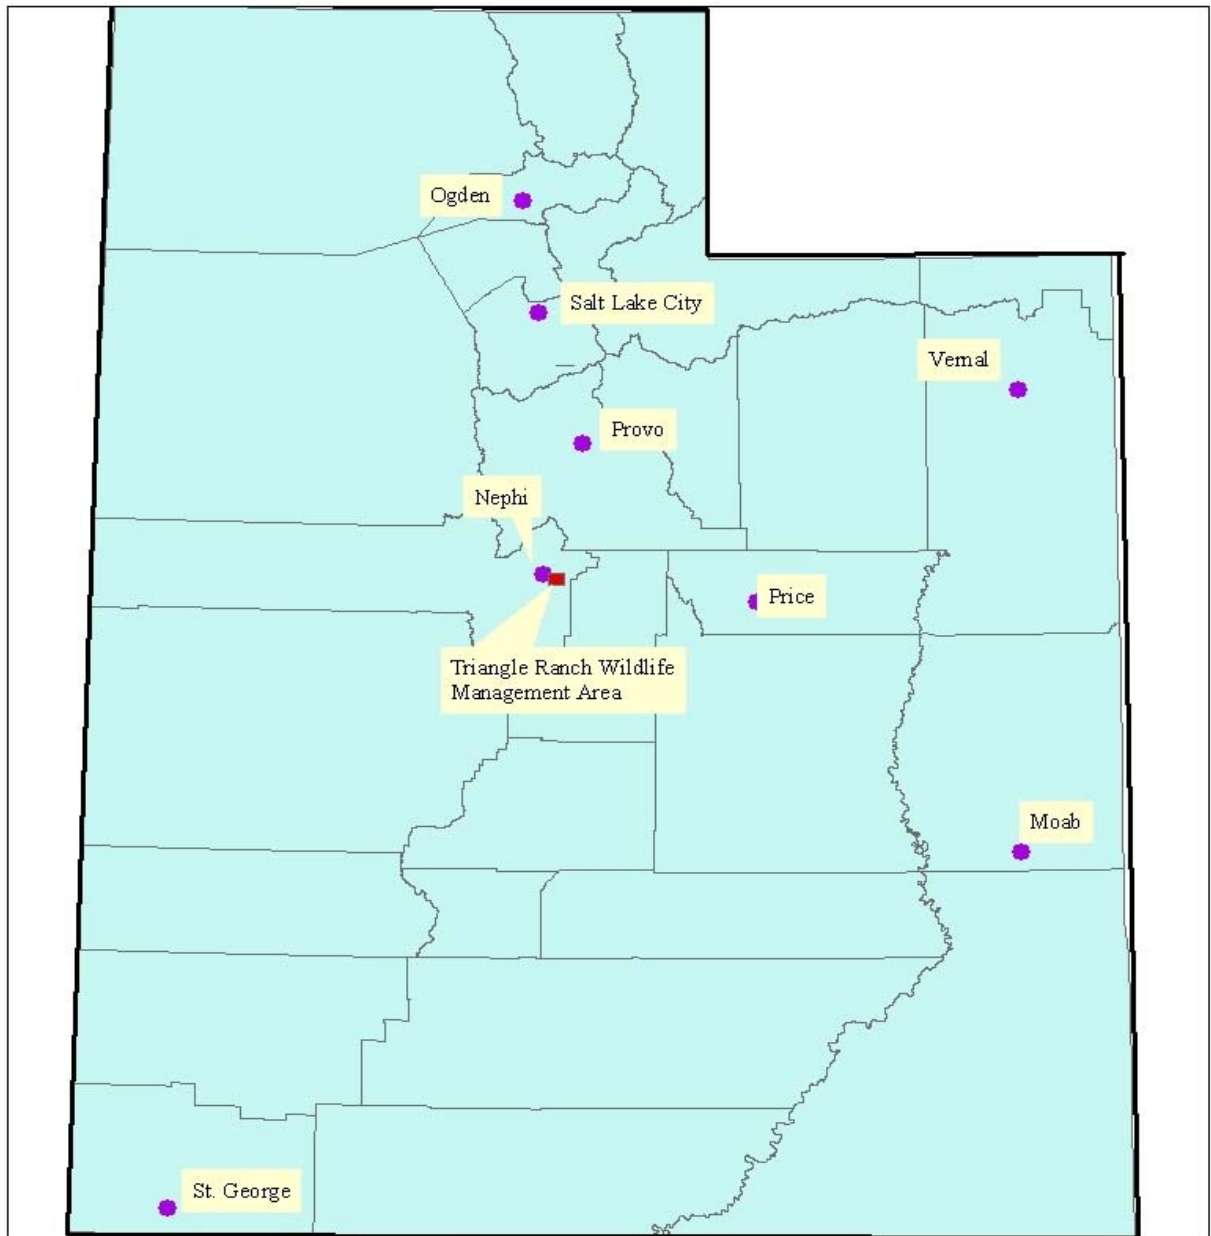 Ogden
Salt Lake City
Vernal
Provo
Nephi
Price
Triangle Ranch Wildlife
Management Area
Moab
St. George